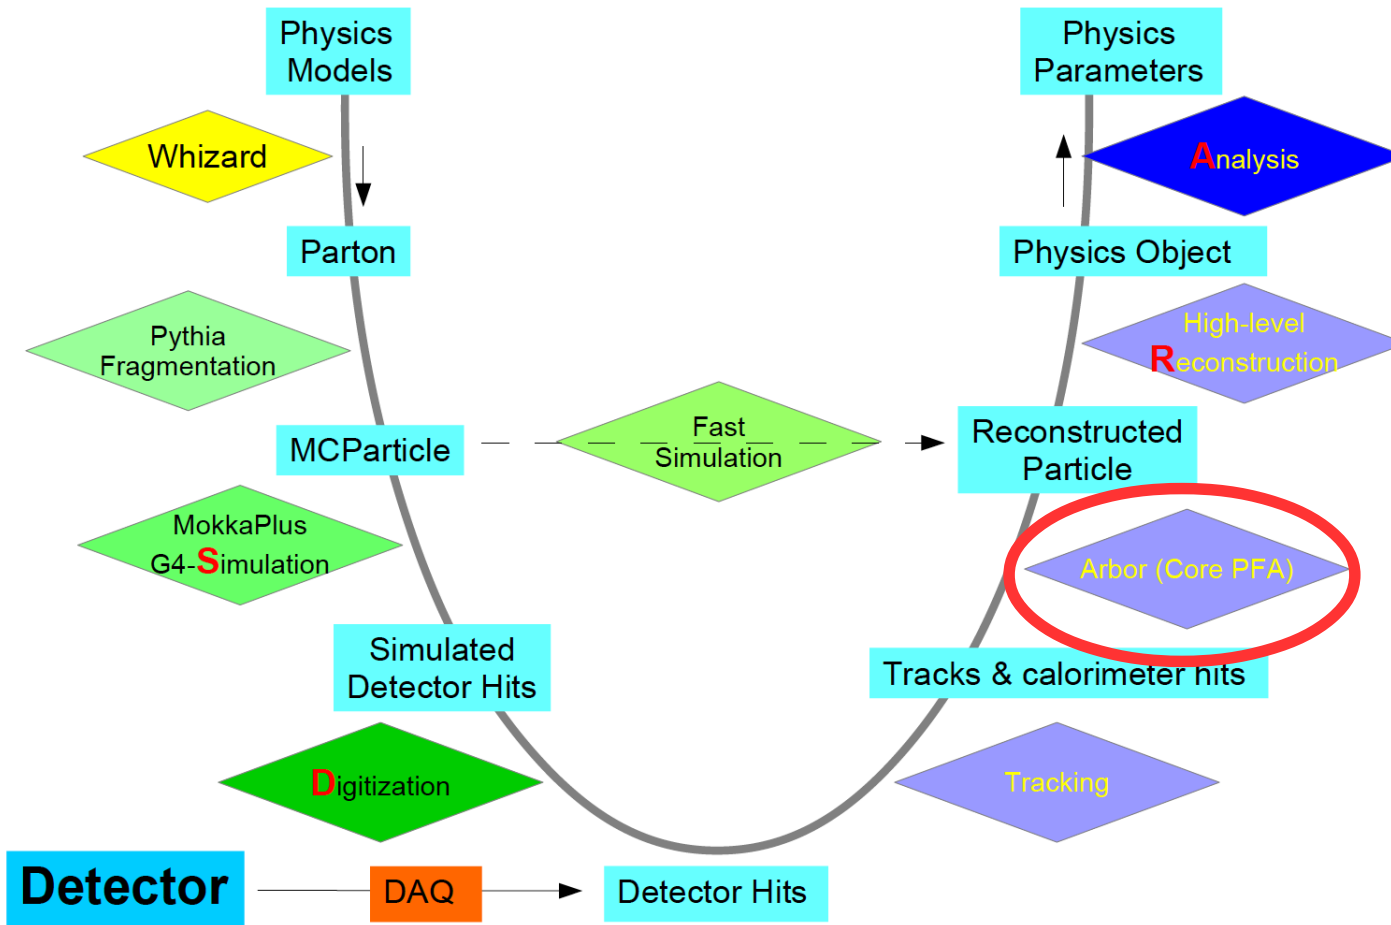 Physics
Models
Physics
Parameters
Whizard
Analysis
Parton
Physics Object
Pythia
Fragmentation
High-level
Reconstruction
MCParticle
Fast
Simulation
Reconstructed
Particle
MokkaPlus
G4-Simulation
Arbor (Core PFA)
Simulated
Detector Hits
Tracks & calorimeter hits
Digitization
Tracking
Detector
DAQ
Detector Hits